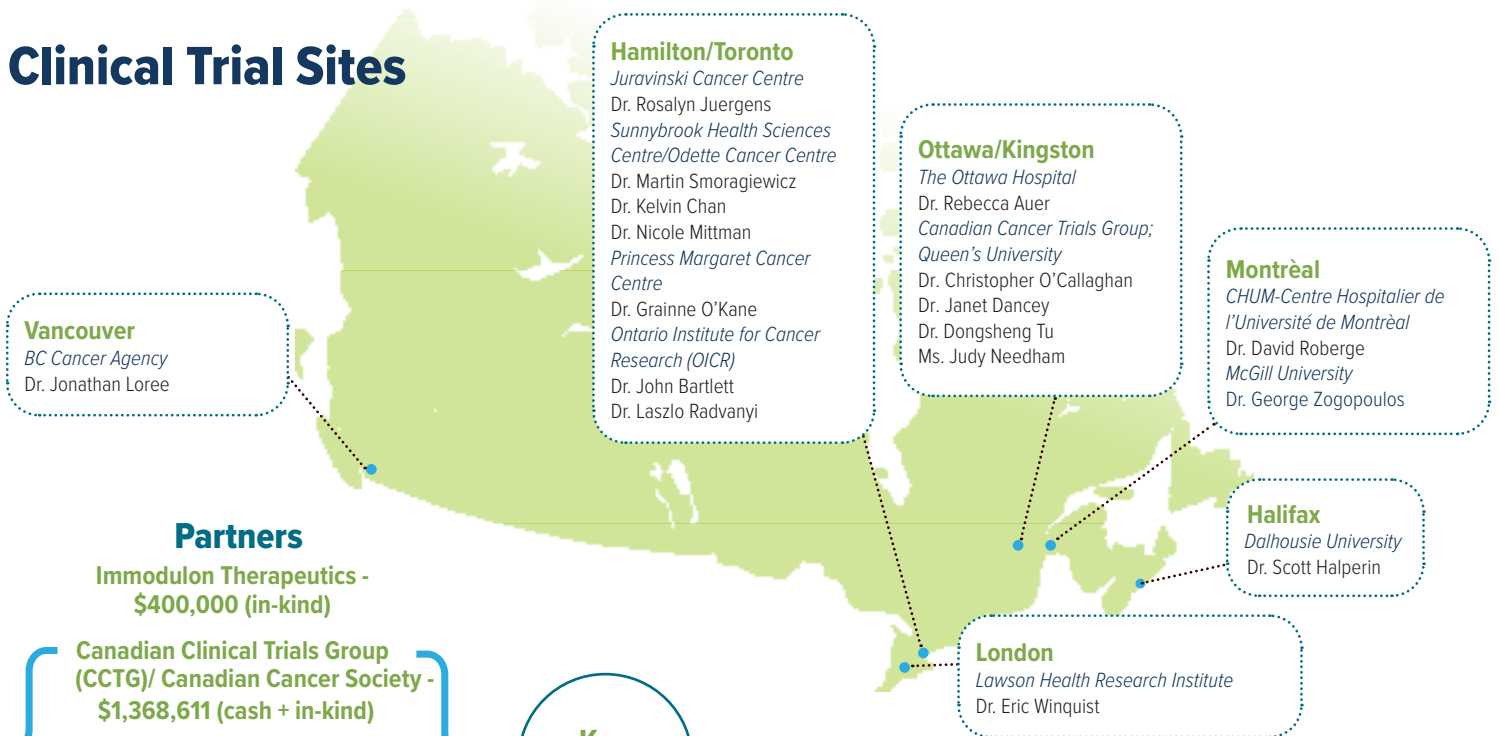 Clinical Trial Sites
Hamilton/Toronto
Juravinski Cancer Centre
Dr. Rosalyn Juergens
Sunnybrook Health Sciences
Centre/Odette Cancer Centre
Dr. Martin Smoragiewicz
Dr. Kelvin Chan
Dr. Nicole Mittman
Princess Margaret Cancer
Centre
Dr. Grainne O’Kane
Ontario Institute for Cancer
Research (OICR)
Dr. John Bartlett
Dr. Laszlo Radvanyi
Ottawa/Kingston
The Ottawa Hospital
Dr. Rebecca Auer
Canadian Cancer Trials Group;
Queen’s University
Dr. Christopher O’Callaghan
Dr. Janet Dancey
Dr. Dongsheng Tu
Ms. Judy Needham
Montrèal
CHUM-Centre Hospitalier de
l’Université de Montrèal
Dr. David Roberge
McGill University
Dr. George Zogopoulos
Vancouver
BC Cancer Agency
Dr. Jonathan Loree
Halifax
Dalhousie University
Dr. Scott Halperin
London
Lawson Health Research Institute
Dr. Eric Winquist
Partners
Immodulon Therapeutics -
$400,000 (in-kind)
Canadian Clinical Trials Group
(CCTG)/ Canadian Cancer Society -
$1,368,611 (cash + in-kind)